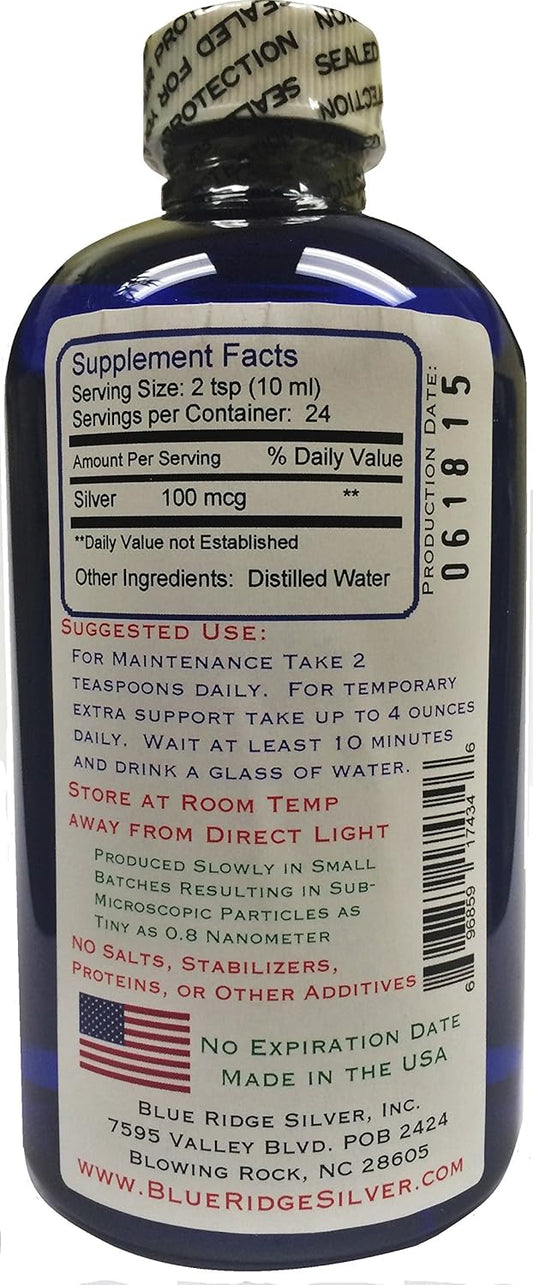 SEALED
PROTECTION
SEALED
PROTECTION
SEALED FOR YOUR PROTECTION
Supplement Facts
Serving Size: 2 tsp (10 ml)
Servings per Container: 24
Amount Per Serving % Daily Value
Silver 100 mcg **
**Daily Value not Established
Other Ingredients: Distilled Water
PRODUCTION DATE:
061815
SUGGESTED USE:
FOR MAINTENANCE TAKE 2
TEASPOONS DAILY. FOR TEMPORARY
EXTRA SUPPORT TAKE UP TO 4 OUNCES
DAILY. WAIT AT LEAST 10 MINUTES
AND DRINK A GLASS OF WATER.
STORE AT ROOM TEMP
AWAY FROM DIRECT LIGHT
PRODUCED SLOWLY IN SMALL
BATCHES RESULTING IN SUB-
MICROSCOPIC PARTICLES AS
TINY AS 0.8 NANOMETER
NO SALTS, STABILIZERS,
PROTEINS, OR OTHER ADDITIVES
6 96859 17434 6
NO EXPIRATION DATE
MADE IN THE USA
BLUE RIDGE SILVER, INC.
7595 VALLEY BLVD. POB 2424
BLOWING ROCK, NC 28605
WWW.BLUERIDGESILVER.COM